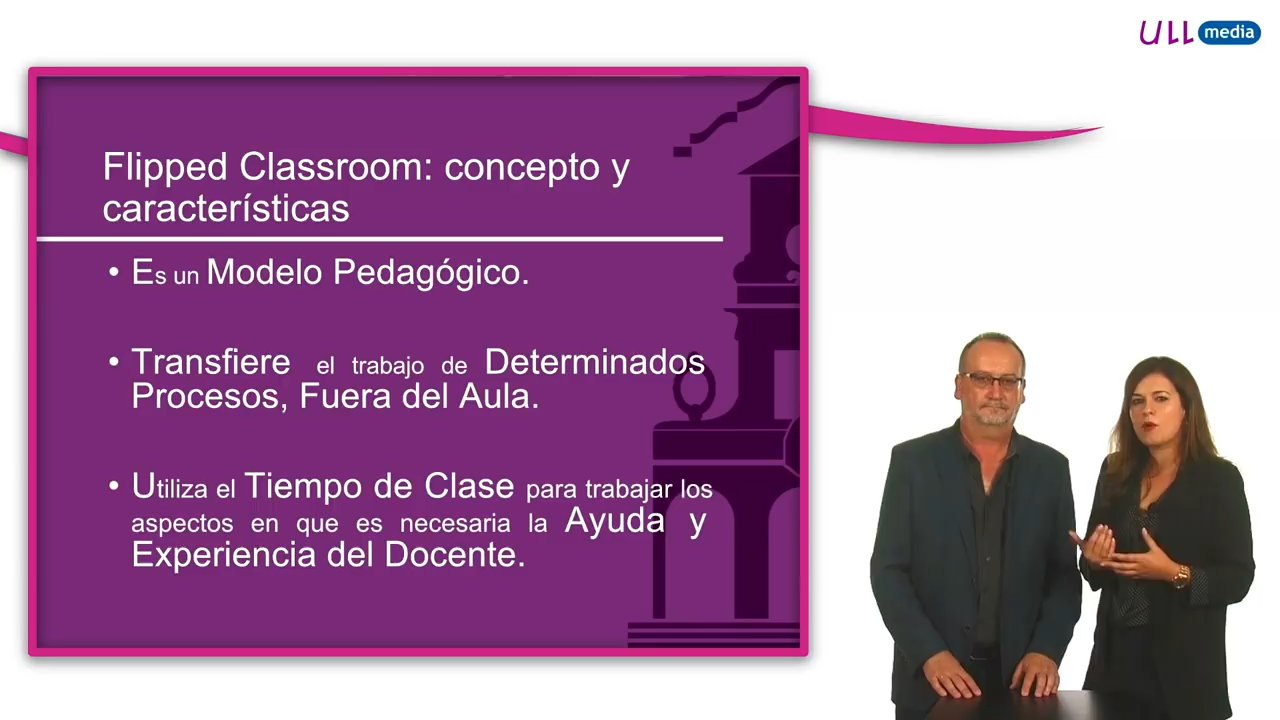 ULL media
Flipped Classroom: concepto y
características
• Es un Modelo Pedagógico.
• Transfiere el trabajo de Determinados
Procesos, Fuera del Aula.
• Utiliza el Tiempo de Clase para trabajar los
aspectos en que es necesaria la Ayuda y
Experiencia del Docente.